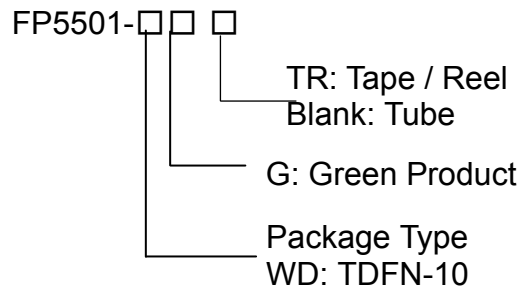 FP5501-□□ □
TR: Tape / Reel
Blank: Tube
G: Green Product
Package Type
WD: TDFN-10